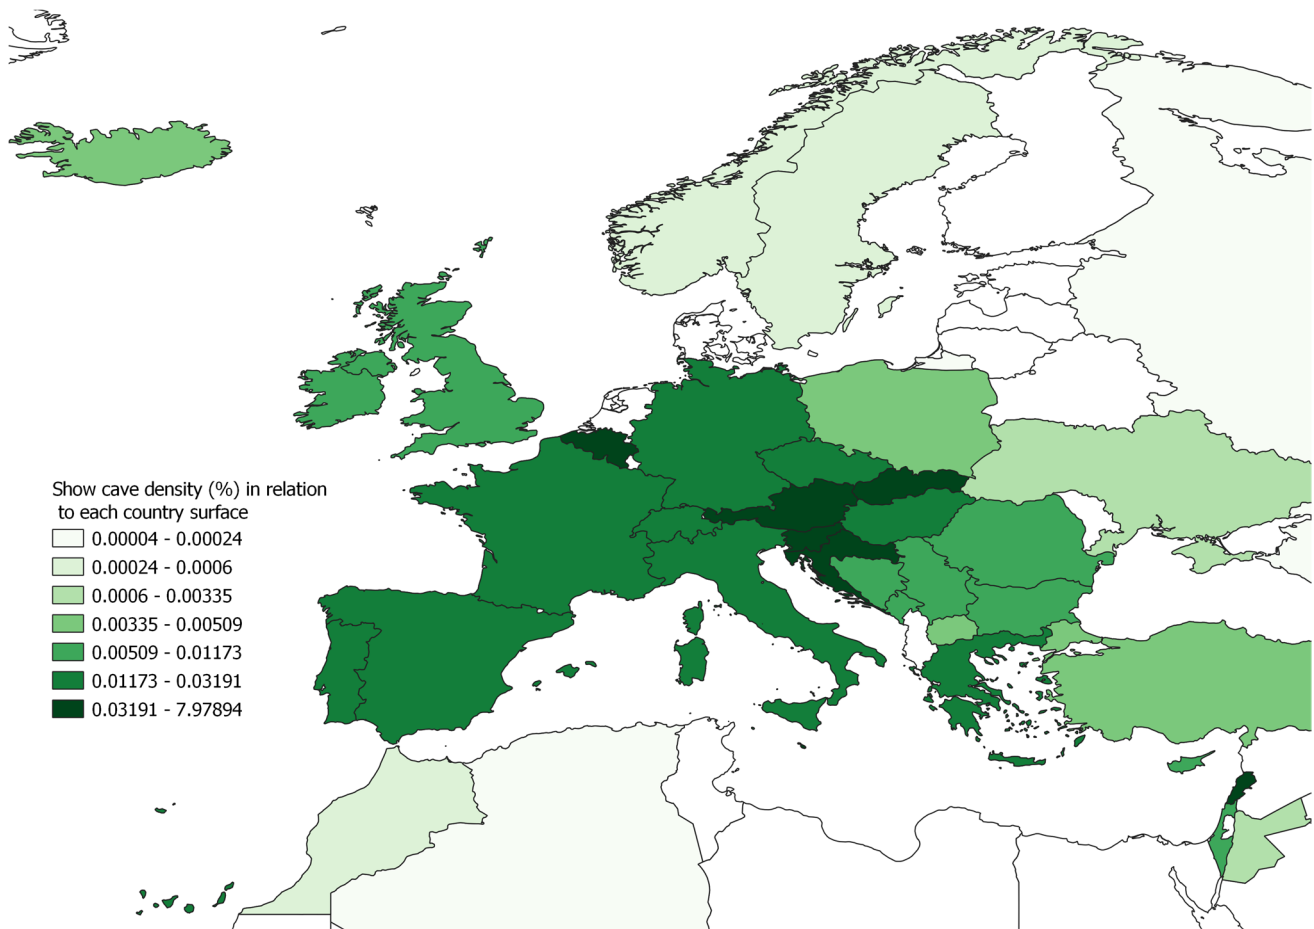 Show cave density (%) in relation
to each country surface
0.00004 - 0.00024
0.00024 - 0.0006
0.0006 - 0.00335
0.00335 - 0.00509
0.00509 - 0.01173
0.01173 - 0.03191
0.03191 - 7.97894